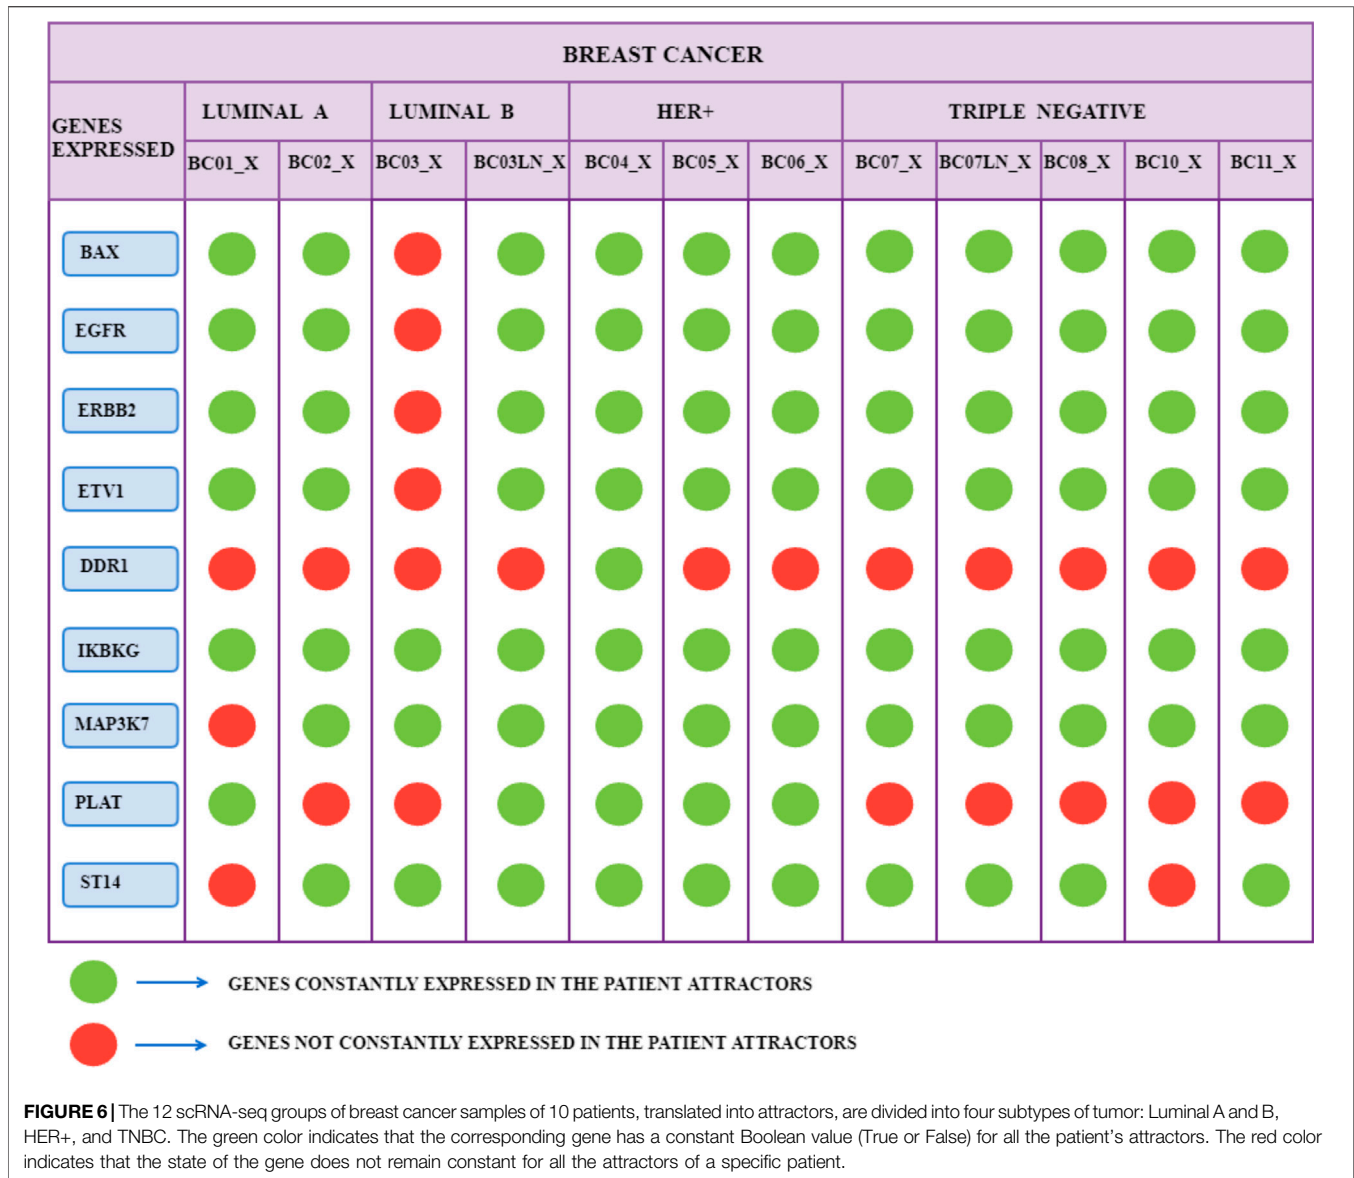 BREAST CANCER
GENES EXPRESSED
LUMINAL A
LUMINAL B
HER+
TRIPLE NEGATIVE
BC01_X BC02_X BC03_X BC03LN_X BC04_X BC05_X BC06_X BC07_X BC07LN_X BC08_X BC10_X BC11_X
BAX
EGFR
ERBB2
ETV1
DDR1
IKBKG
MAP3K7
PLAT
ST14
GENES CONSTANTLY EXPRESSED IN THE PATIENT ATTRACTORS
GENES NOT CONSTANTLY EXPRESSED IN THE PATIENT ATTRACTORS
FIGURE 6 | The 12 scRNA-seq groups of breast cancer samples of 10 patients, translated into attractors, are divided into four subtypes of tumor: Luminal A and B,
HER+, and TNBC. The green color indicates that the corresponding gene has a constant Boolean value (True or False) for all the patient's attractors. The red color
indicates that the state of the gene does not remain constant for all the attractors of a specific patient.